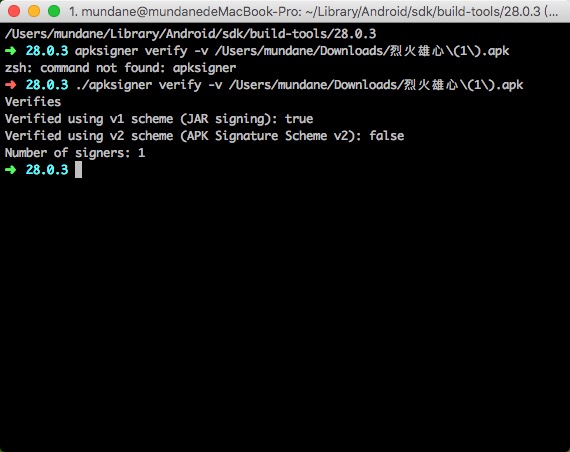 1. mundane@mundanedeMacBook-Pro: ~/Library/Android/sdk/build-tools/28.0.3 (...
/Users/mundane/Library/Android/sdk/build-tools/28.0.3
➜ 28.0.3 apksigner verify -v /Users/mundane/Downloads/烈火雄心\(1\).apk
zsh: command not found: apksigner
➜ 28.0.3 ./apksigner verify -v /Users/mundane/Downloads/烈火雄心\(1\).apk
Verifies
Verified using v1 scheme (JAR signing): true
Verified using v2 scheme (APK Signature Scheme v2): false
Number of signers: 1
➜ 28.0.3